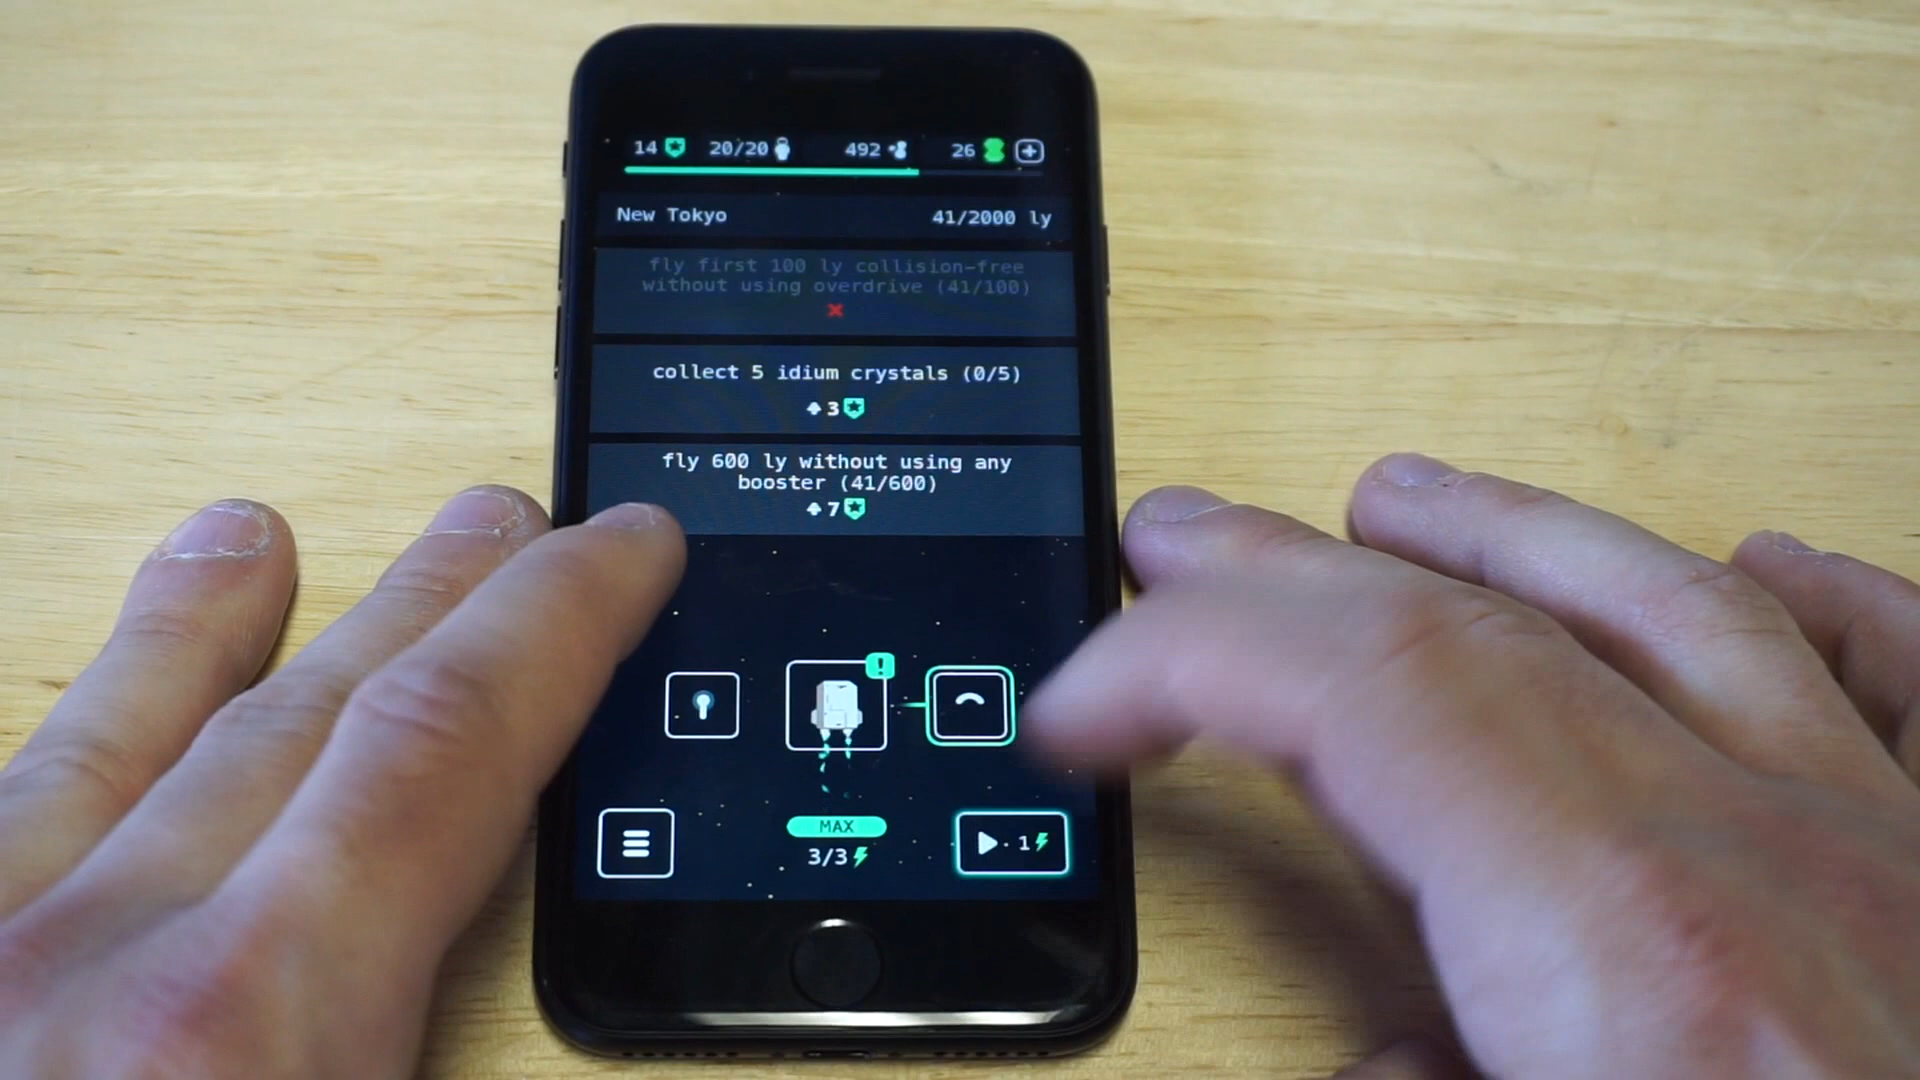 14 20/20 492 26
New Tokyo 41/2000 ly
fly first 100 ly collision-free
without using overdrive (41/100)
collect 5 idium crystals (0/5)
3
fly 600 ly without using any
booster (41/600)
7
!
MAX
3/3
1